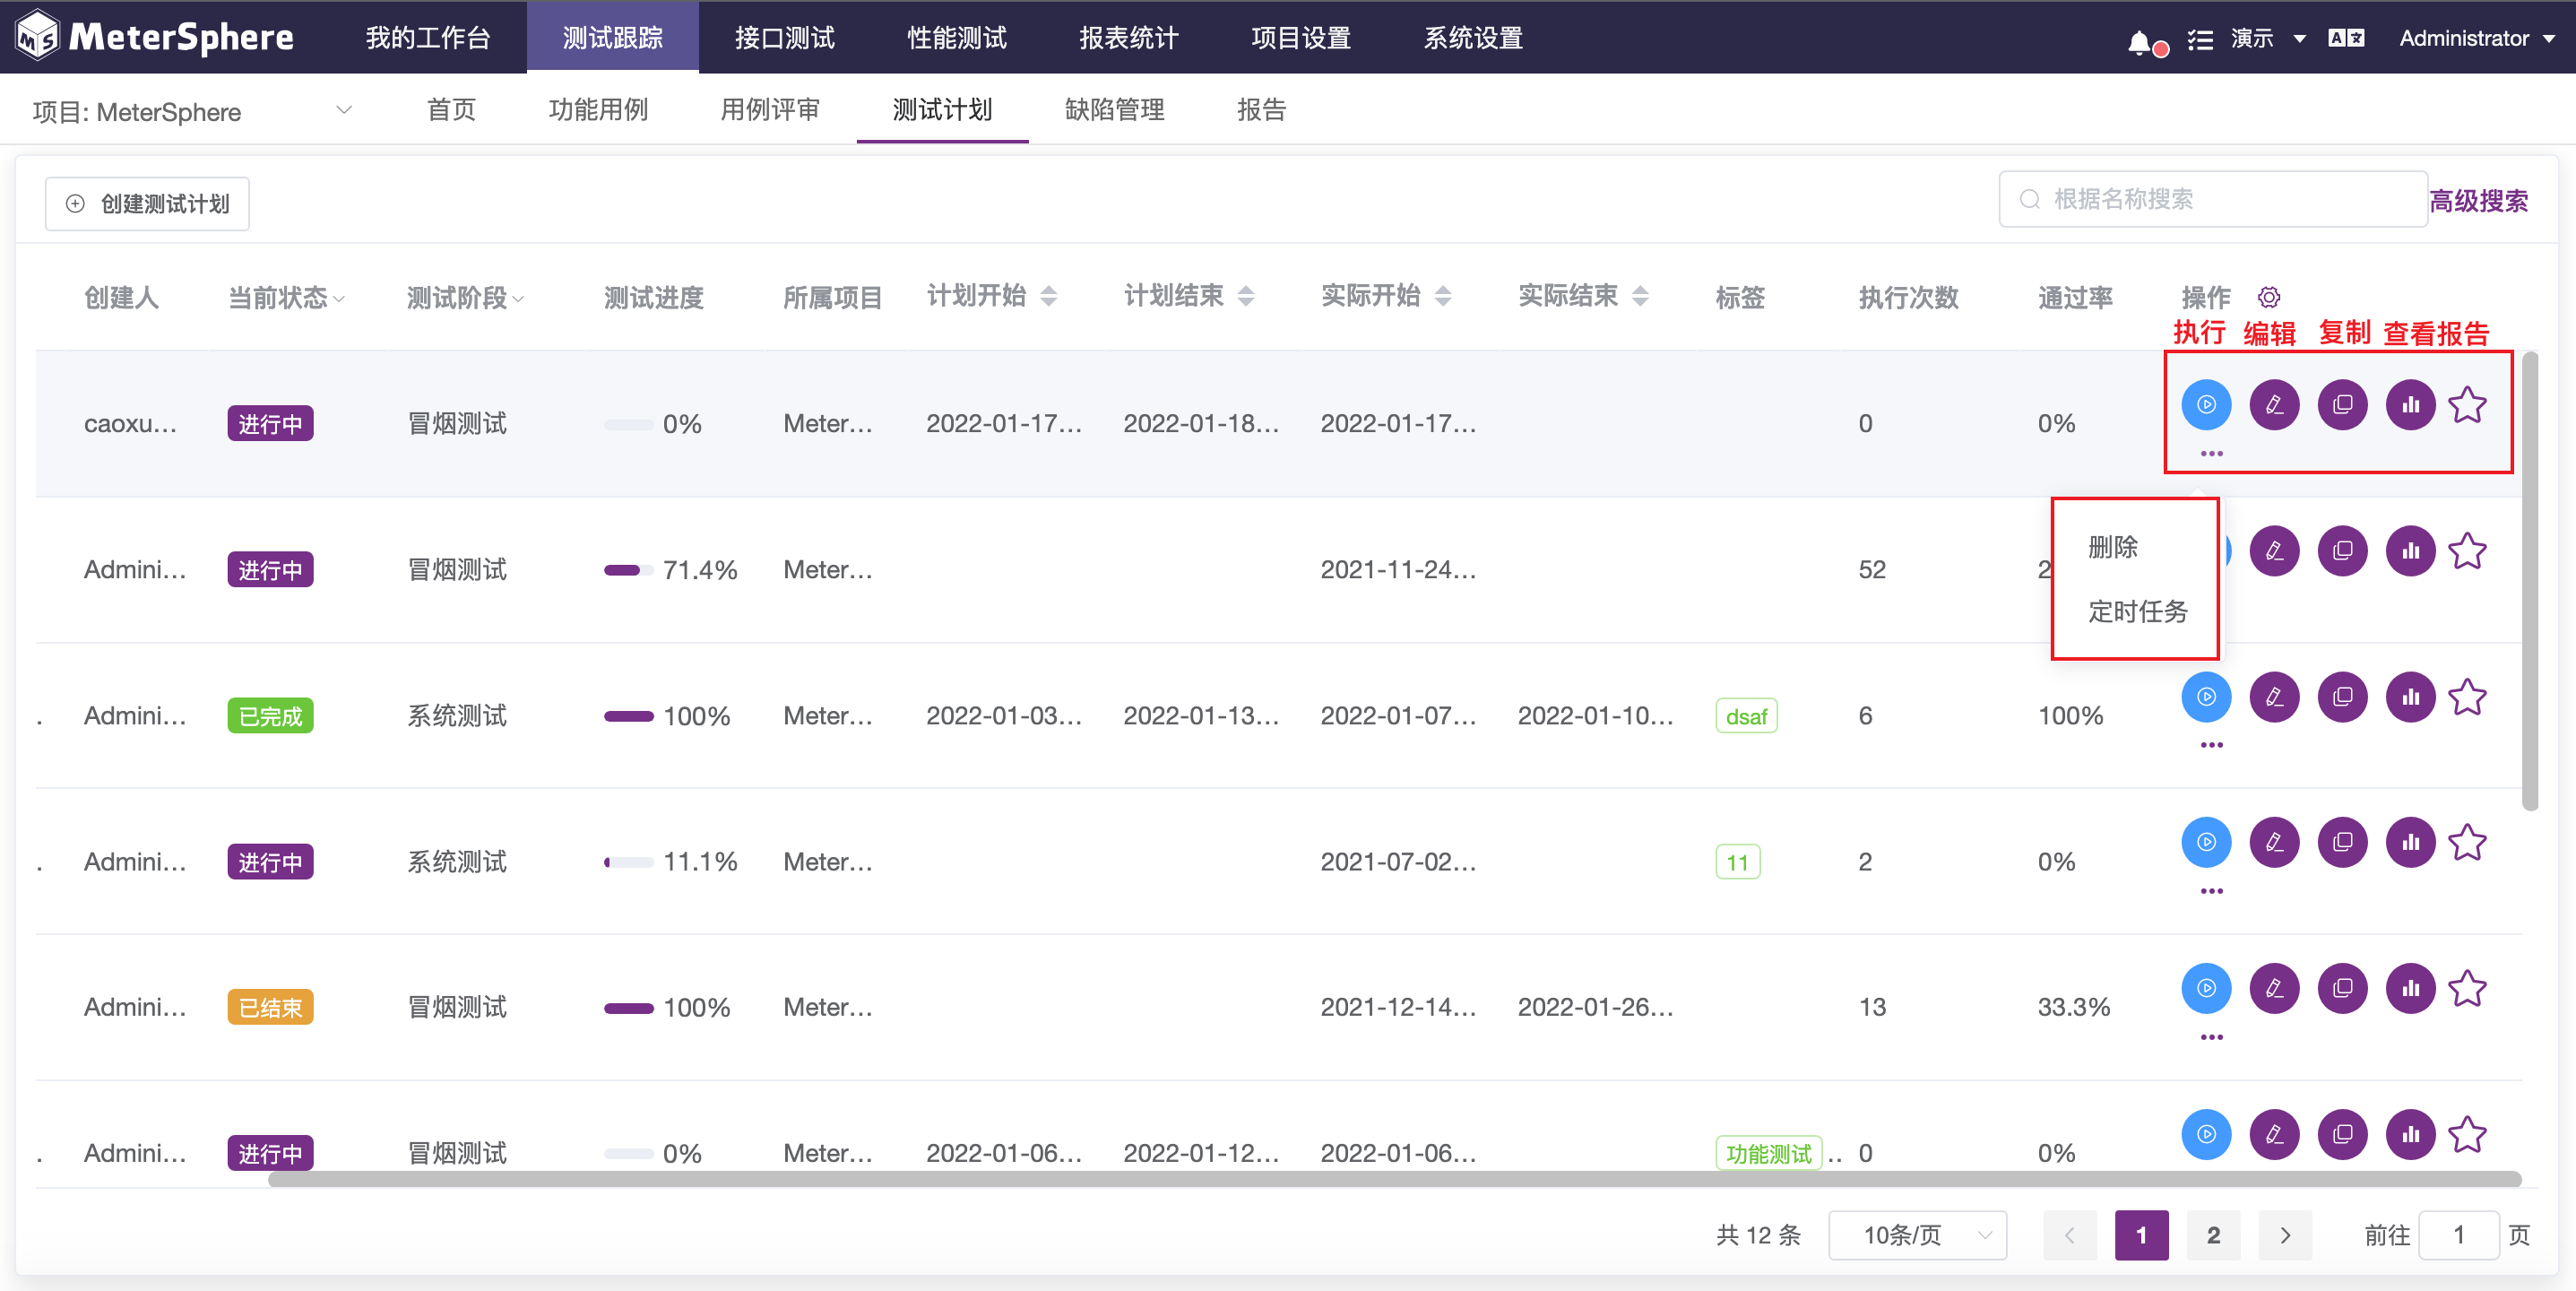 MeterSphere 我的工作台 测试跟踪 接口测试 性能测试 报表统计 项目设置 系统设置 演示 Administrator
项目: MeterSphere 首页 功能用例 用例评审 测试计划 缺陷管理 报告
创建测试计划 根据名称搜索 高级搜索
创建人 当前状态 测试阶段 测试进度 所属项目 计划开始 计划结束 实际开始 实际结束 标签 执行次数 通过率 操作
执行 编辑 复制 查看报告
caoxu... 进行中 冒烟测试 0% Meter... 2022-01-17... 2022-01-18... 2022-01-17... 0 0%
删除
Admini... 进行中 冒烟测试 71.4% Meter... 2021-11-24... 52 2
定时任务
. Admini... 已完成 系统测试 100% Meter... 2022-01-03... 2022-01-13... 2022-01-07... 2022-01-10... dsaf 6 100%
. Admini... 进行中 系统测试 11.1% Meter... 2021-07-02... 11 2 0%
Admini... 已结束 冒烟测试 100% Meter... 2021-12-14... 2022-01-26... 13 33.3%
. Admini... 进行中 冒烟测试 0% Meter... 2022-01-06... 2022-01-12... 2022-01-06... 功能测试 .. 0 0%
共 12 条 10条/页 1 2 前往 1 页